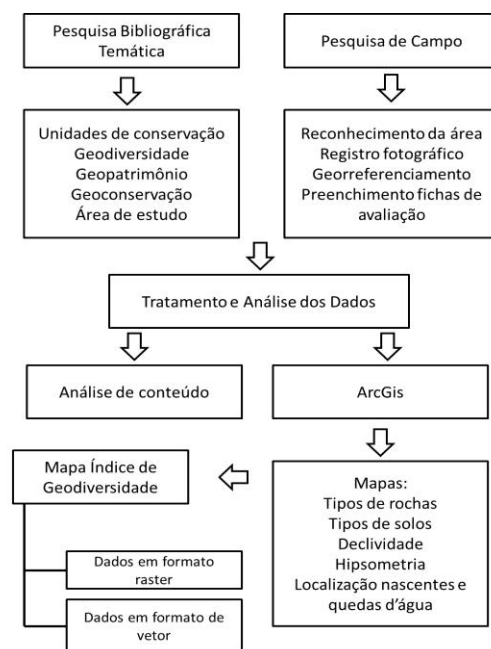 Pesquisa Bibliográfica
Temática
Pesquisa de Campo
Unidades de conservação
Geodiversidade
Geopatrimônio
Geoconservação
Área de estudo
Reconhecimento da área
Registro fotográfico
Georreferenciamento
Preenchimento fichas de
avaliação
Tratamento e Análise dos Dados
Análise de conteúdo
ArcGis
Mapa Índice de
Geodiversidade
Mapas:
Tipos de rochas
Tipos de solos
Declividade
Hipsometria
Localização nascentes e
quedas d'água
Dados em formato
raster
Dados em formato de
vetor